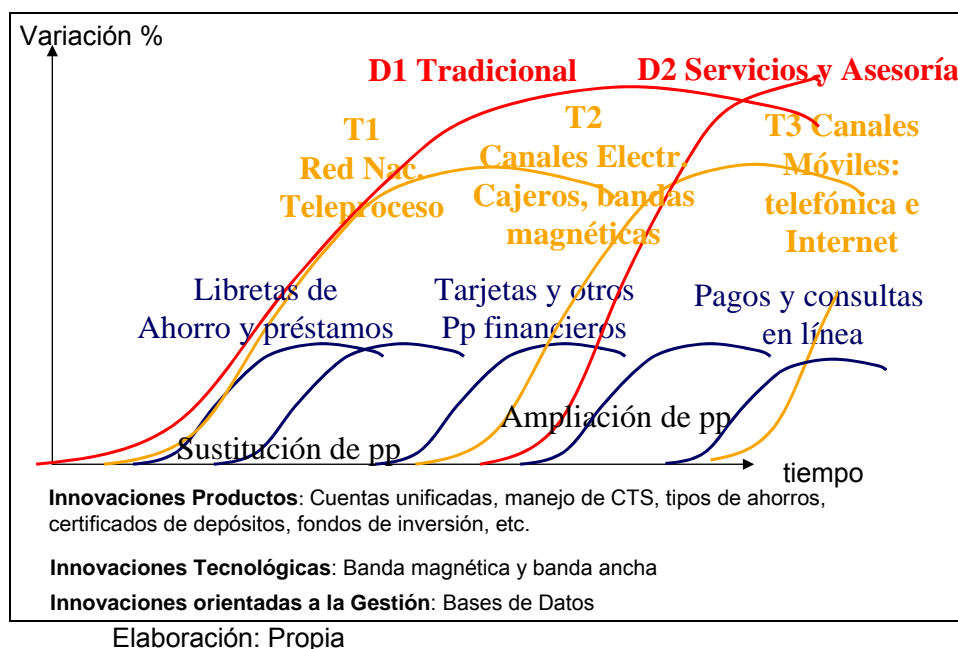 Variación %
D1 Tradicional
D2 Servicios y Asesoría
T1
Red Nac.
Teleproceso
T2
Canales Electr.
Cajeros, bandas
magnéticas
T3 Canales
Móviles:
telefónica e
Internet
Libretas de
Ahorro y préstamos
Tarjetas y otros
Pp financieros
Pagos y consultas
en línea
Sustitución de pp
Ampliación de pp
tiempo
Innovaciones Productos: Cuentas unificadas, manejo de CTS, tipos de ahorros,
certificados de depósitos, fondos de inversión, etc.
Innovaciones Tecnológicas: Banda magnética y banda ancha
Innovaciones orientadas a la Gestión: Bases de Datos
Elaboración: Propia